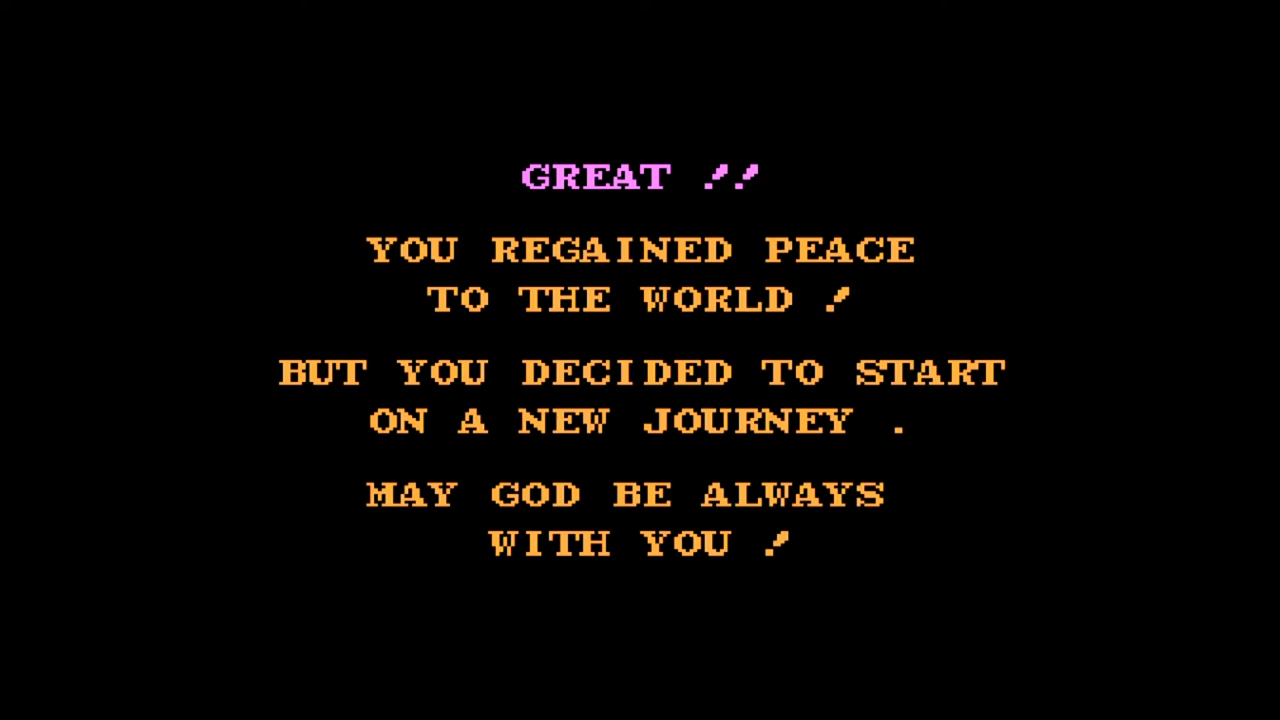 GREAT !!
YOU REGAINED PEACE
TO THE WORLD !
BUT YOU DECIDED TO START
ON A NEW JOURNEY .
MAY GOD BE ALWAYS
WITH YOU !